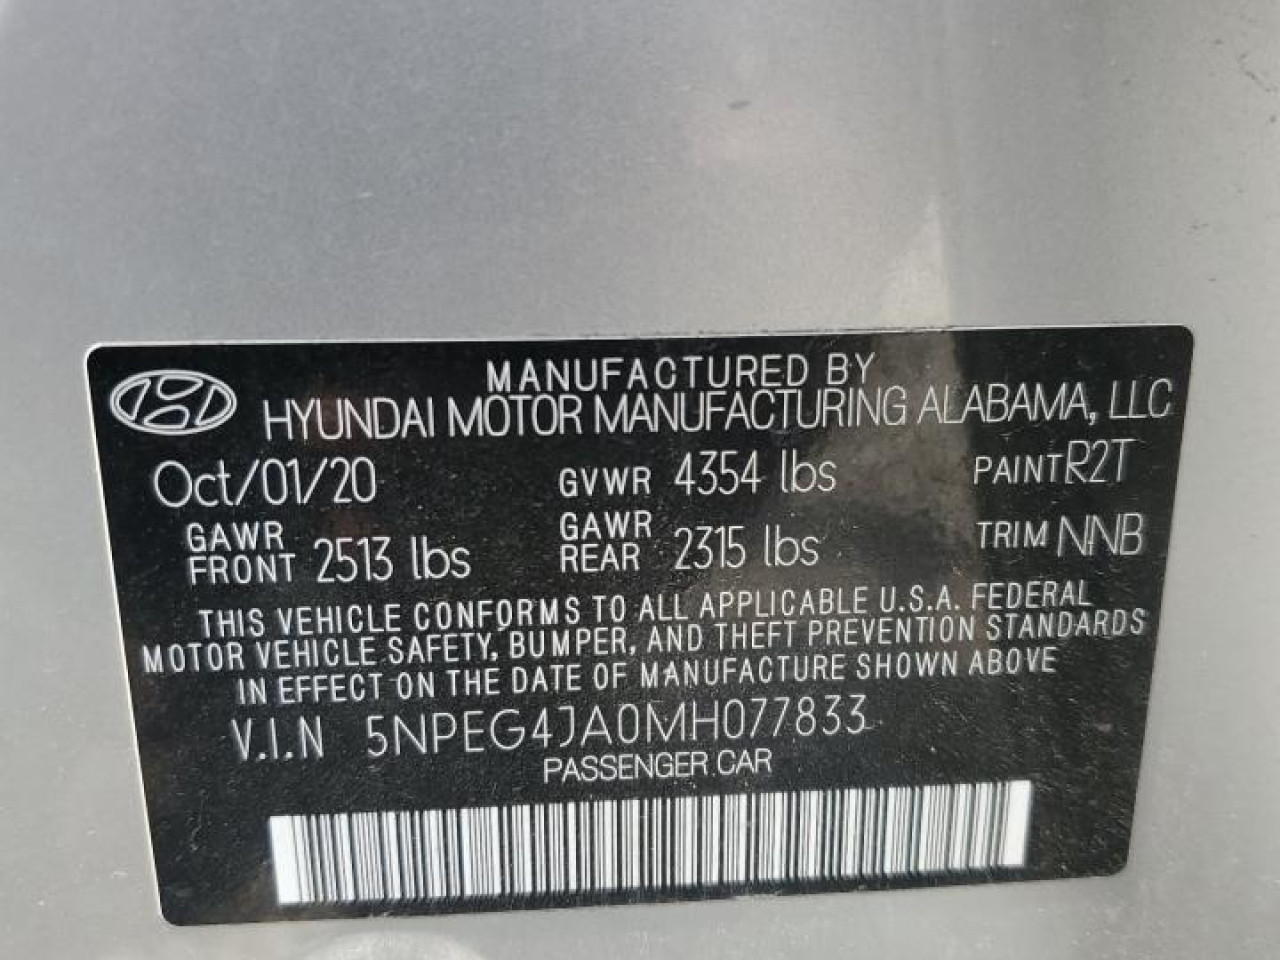 MANUFACTURED BY
HYUNDAI MOTOR MANUFACTURING ALABAMA, LLC
Oct/01/20 GVWR 4354 lbs PAINT R2T
GAWR FRONT 2513 lbs GAWR REAR 2315 lbs TRIM NNB
THIS VEHICLE CONFORMS TO ALL APPLICABLE U.S.A. FEDERAL
MOTOR VEHICLE SAFETY, BUMPER, AND THEFT PREVENTION STANDARDS
IN EFFECT ON THE DATE OF MANUFACTURE SHOWN ABOVE
V.I.N 5NPEG4JA0MH077833
PASSENGER CAR